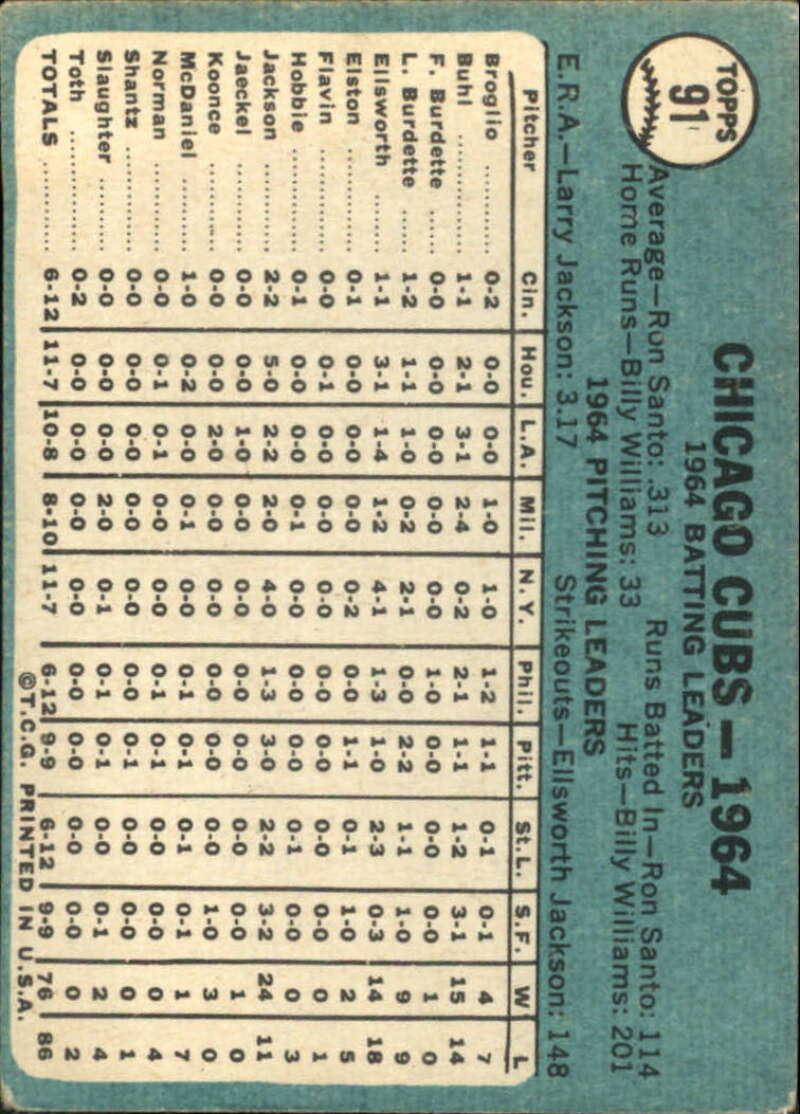 TOPPS
91
CHICAGO CUBS — 1964
1964 BATTING LEADERS
Average—Ron Santo: .313 Runs Batted In—Ron Santo: 114
Home Runs—Billy Williams: 33 Hits—Billy Williams: 201
1964 PITCHING LEADERS
E.R.A.—Larry Jackson: 3.17 Strikeouts—Ellsworth Jackson: 148
Pitcher Cin. Hou. L.A. Mil. N.Y. Phil. Pitt. St.L. S.F. W L
Broglio ........... 0-2 0-0 0-0 1-0 1-0 1-2 1-1 0-1 0-1 4 7
Buhl ............... 1-1 2-1 3-1 2-4 0-2 2-1 1-1 1-2 3-1 15 14
F. Burdette ...... 0-0 0-0 0-0 0-0 0-0 1-0 0-0 0-0 0-0 1 0
L. Burdette ...... 1-2 1-1 1-0 0-2 2-1 0-0 2-2 1-1 1-0 9 9
Ellsworth ........ 1-1 3-1 1-4 1-2 4-1 1-3 1-0 2-3 0-3 14 18
Elston ............. 0-1 0-0 0-0 0-0 0-2 0-0 1-1 0-1 1-0 2 5
Flavin ............. 0-0 0-1 0-0 0-0 0-0 0-0 0-0 0-0 0-0 0 1
Hobbie ............ 0-1 0-0 0-0 0-1 0-0 0-0 0-0 0-1 0-0 0 3
Jackson ........... 2-2 5-0 2-2 2-0 4-0 1-3 3-0 2-2 3-2 24 11
Jaeckel ........... 0-0 0-0 1-0 0-0 0-0 0-0 0-0 0-0 0-0 1 0
Koonce ............ 0-0 0-0 2-0 0-0 0-0 0-0 0-0 0-0 1-0 3 0
McDaniel ......... 1-0 0-2 0-0 0-1 0-0 0-1 0-1 0-1 0-1 1 7
Norman ........... 0-0 0-1 0-1 0-0 0-0 0-1 0-1 0-0 0-0 0 4
Shantz ............ 0-0 0-0 0-0 0-0 0-0 0-0 0-1 0-0 0-0 0 1
Slaughter ........ 0-0 0-0 0-0 2-0 0-1 0-1 0-1 0-0 0-1 2 4
Toth ............... 0-2 0-0 0-0 0-0 0-0 0-0 0-0 0-0 0-0 0 2
TOTALS ........... 6-12 11-7 10-8 8-10 11-7 6-12 9-9 6-12 9-9 76 86
©T.C.G. PRINTED IN U.S.A.